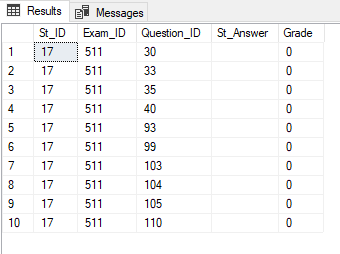 Results Messages
St_ID Exam_ID Question_ID St_Answer Grade
1 17 511 30 0
2 17 511 33 0
3 17 511 35 0
4 17 511 40 0
5 17 511 93 0
6 17 511 99 0
7 17 511 103 0
8 17 511 104 0
9 17 511 105 0
10 17 511 110 0